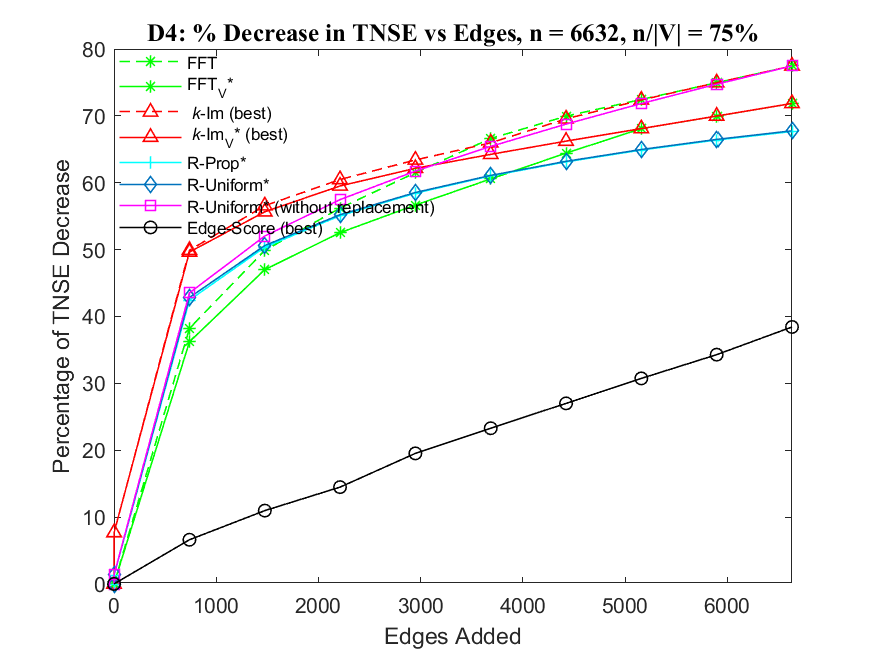 D4: % Decrease in TNSE vs Edges, n = 6632, n/|V| = 75%
80
70
60
50
40
30
20
10
0
Percentage of TNSE Decrease
FFT
FFT_V*
k-Im (best)
k-Im_V* (best)
R-Prop*
R-Uniform*
R-Uniform* (without replacement)
Edge-Score (best)
0 1000 2000 3000 4000 5000 6000
Edges Added